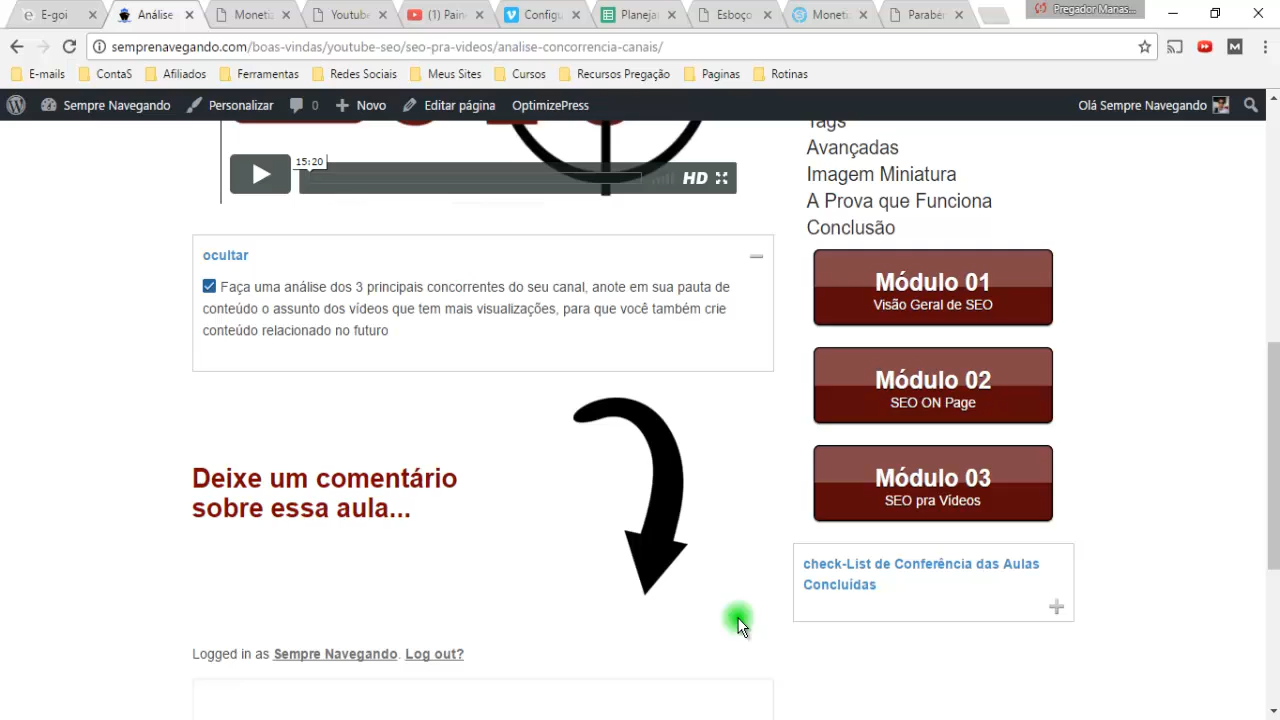 E-goi
Análise
Moneti
Youtube
(1) Pain
Config
Planejar
Esboço
Moneti
Parabén
Pregador Manas...
semprenavegando.com/boas-vindas/youtube-seo/seo-pra-videos/analise-concorrencia-canais/
E-mails
ContaS
Afiliados
Ferramentas
Redes Sociais
Meus Sites
Cursos
Recursos Pregação
Paginas
Rotinas
Sempre Navegando
Personalizar
0
Novo
Editar página
OptimizePress
Olá Sempre Navegando
15:20
HD
Tags
Avançadas
Imagem Miniatura
A Prova que Funciona
Conclusão
ocultar
Faça uma análise dos 3 principais concorrentes do seu canal, anote em sua pauta de
conteúdo o assunto dos vídeos que tem mais visualizações, para que você também crie
conteúdo relacionado no futuro
Módulo 01
Visão Geral de SEO
Módulo 02
SEO ON Page
Módulo 03
SEO pra Vídeos
Deixe um comentário
sobre essa aula...
check-List de Conferência das Aulas
Concluídas
Logged in as Sempre Navegando. Log out?